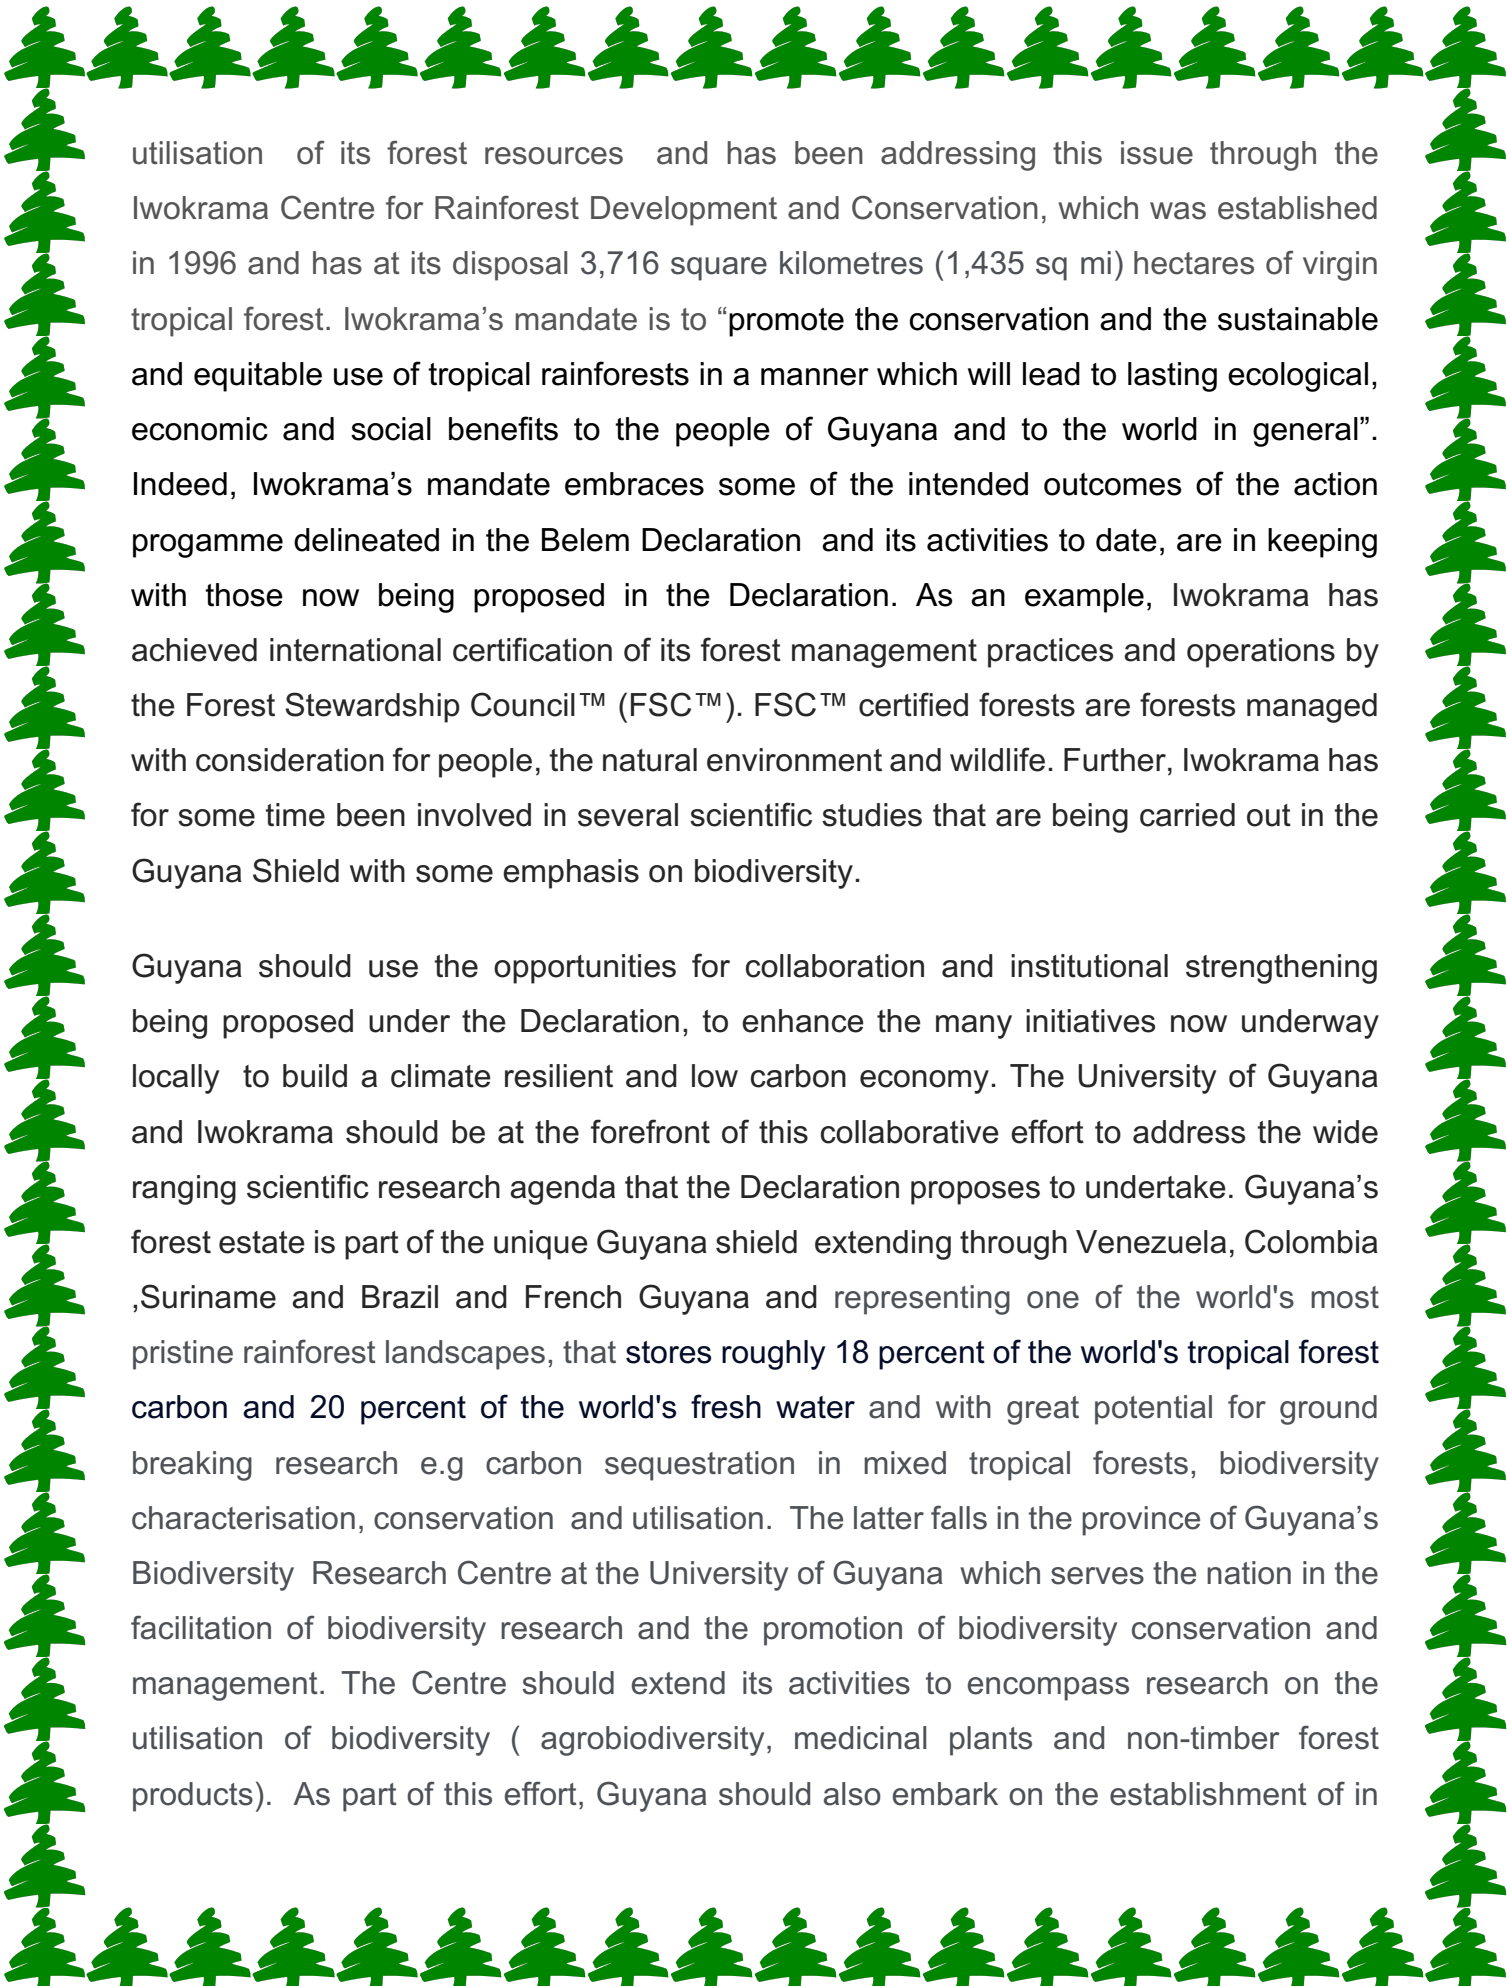 utilisation of its forest resources and has been addressing this issue through the
Iwokrama Centre for Rainforest Development and Conservation, which was established
in 1996 and has at its disposal 3,716 square kilometres (1,435 sq mi) hectares of virgin
tropical forest. Iwokrama’s mandate is to “promote the conservation and the sustainable
and equitable use of tropical rainforests in a manner which will lead to lasting ecological,
economic and social benefits to the people of Guyana and to the world in general”.
Indeed, Iwokrama’s mandate embraces some of the intended outcomes of the action
progamme delineated in the Belem Declaration and its activities to date, are in keeping
with those now being proposed in the Declaration. As an example, Iwokrama has
achieved international certification of its forest management practices and operations by
the Forest Stewardship Council™ (FSC™). FSC™ certified forests are forests managed
with consideration for people, the natural environment and wildlife. Further, Iwokrama has
for some time been involved in several scientific studies that are being carried out in the
Guyana Shield with some emphasis on biodiversity.
Guyana should use the opportunities for collaboration and institutional strengthening
being proposed under the Declaration, to enhance the many initiatives now underway
locally to build a climate resilient and low carbon economy. The University of Guyana
and Iwokrama should be at the forefront of this collaborative effort to address the wide
ranging scientific research agenda that the Declaration proposes to undertake. Guyana’s
forest estate is part of the unique Guyana shield extending through Venezuela, Colombia
,Suriname and Brazil and French Guyana and representing one of the world's most
pristine rainforest landscapes, that stores roughly 18 percent of the world's tropical forest
carbon and 20 percent of the world's fresh water and with great potential for ground
breaking research e.g carbon sequestration in mixed tropical forests, biodiversity
characterisation, conservation and utilisation. The latter falls in the province of Guyana’s
Biodiversity Research Centre at the University of Guyana which serves the nation in the
facilitation of biodiversity research and the promotion of biodiversity conservation and
management. The Centre should extend its activities to encompass research on the
utilisation of biodiversity ( agrobiodiversity, medicinal plants and non-timber forest
products). As part of this effort, Guyana should also embark on the establishment of in